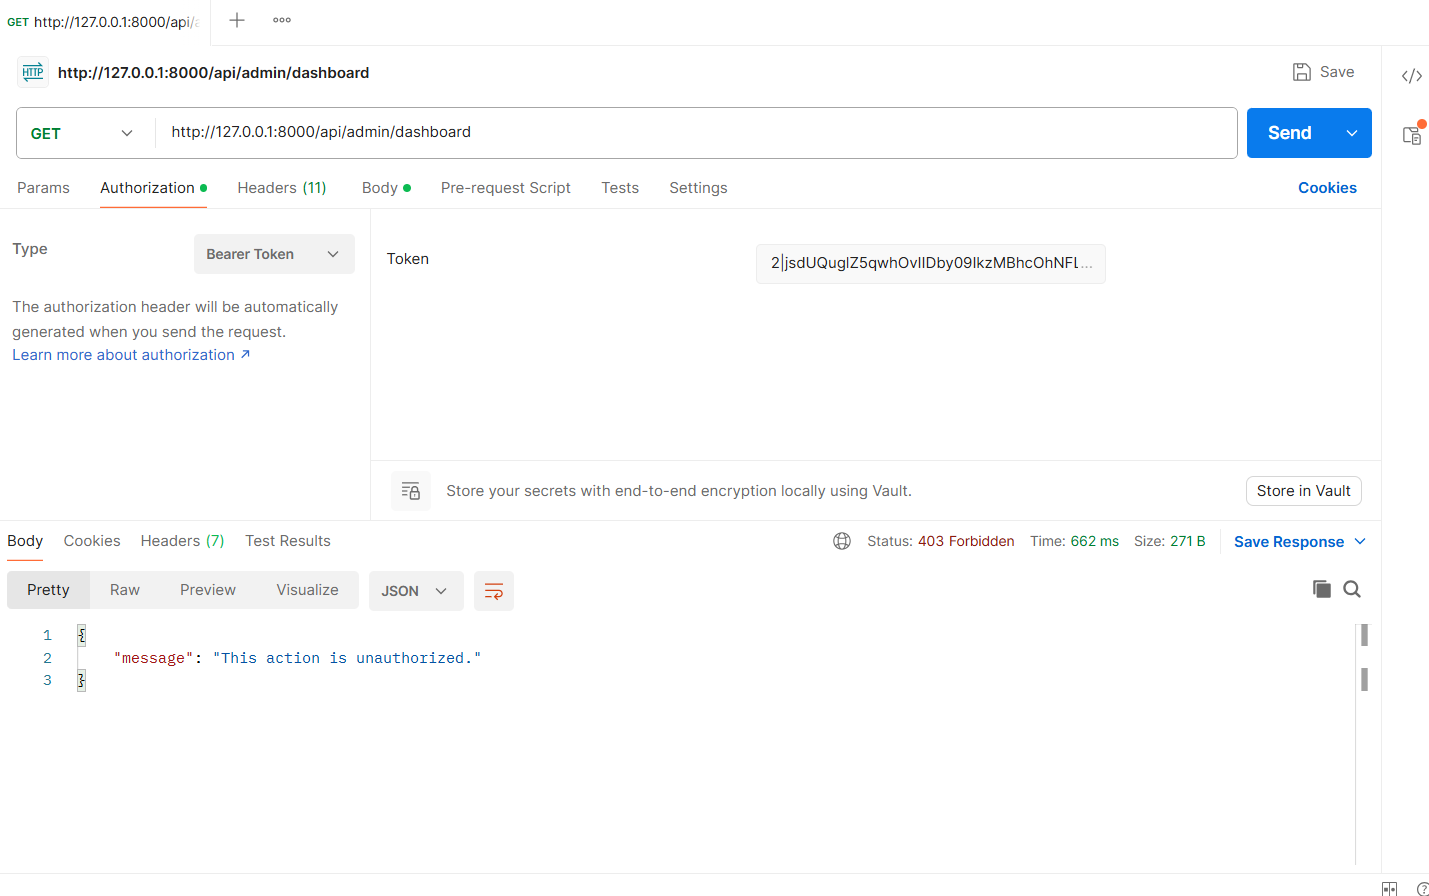 GET http://127.0.0.1:8000/api/
HTTP http://127.0.0.1:8000/api/admin/dashboard
Save
GET http://127.0.0.1:8000/api/admin/dashboard
Send
Params Authorization Headers (11) Body Pre-request Script Tests Settings Cookies
Type Bearer Token
The authorization header will be automatically
generated when you send the request.
Learn more about authorization ↗
Token
Store your secrets with end-to-end encryption locally using Vault.
Store in Vault
Body Cookies Headers (7) Test Results
Status: 403 Forbidden Time: 662 ms Size: 271 B Save Response
Pretty Raw Preview Visualize JSON
1 {
2 "message": "This action is unauthorized."
3 }